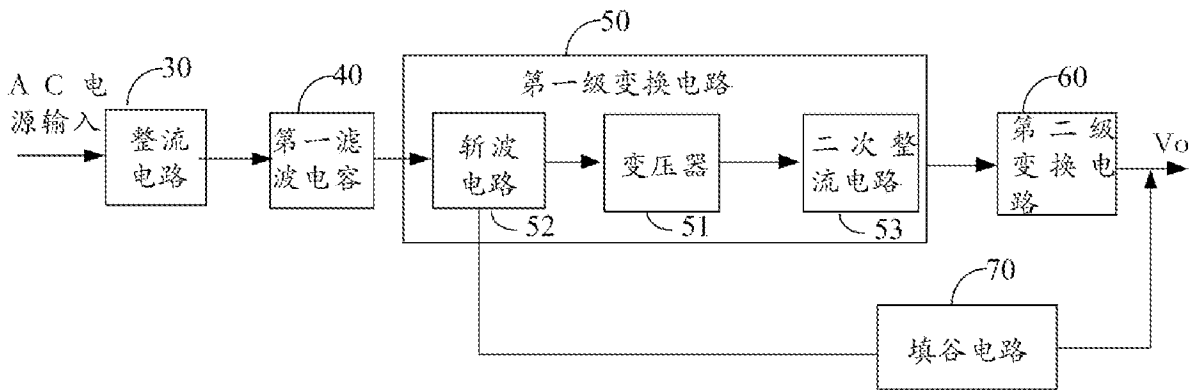 50
30
A C 电
源输入
40
第一级变换电路
60
整流
电路
第一滤
波电容
斩波
电路
变压器
二次整
流电路
第二级
变换电
路
Vo
52
51
53
70
填谷电路